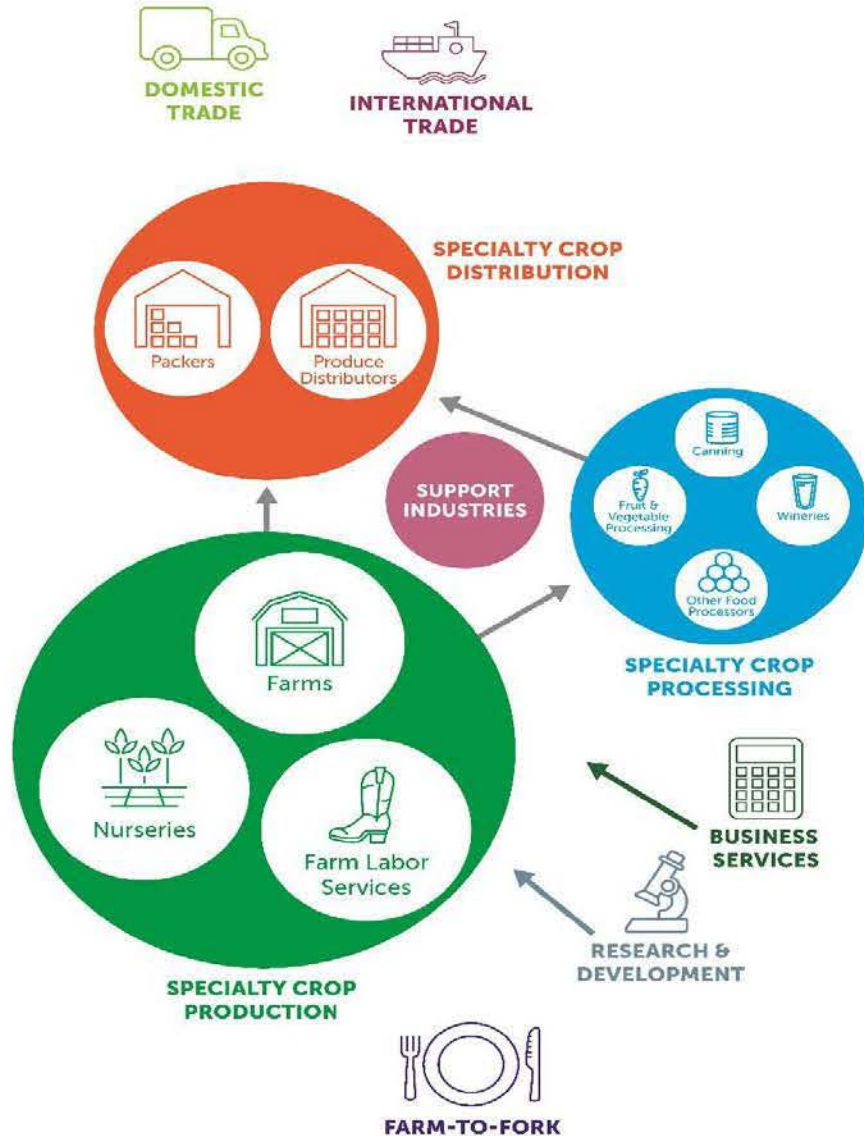 DOMESTIC
TRADE
INTERNATIONAL
TRADE
SPECIALTY CROP
DISTRIBUTION
Packers
Produce
Distributors
SUPPORT
INDUSTRIES
Canning
Fruit &
Vegetable
Processing
Wineries
Other Food
Processors
SPECIALTY CROP
PROCESSING
Farms
Nurseries
Farm Labor
Services
BUSINESS
SERVICES
RESEARCH &
DEVELOPMENT
SPECIALTY CROP
PRODUCTION
FARM-TO-FORK